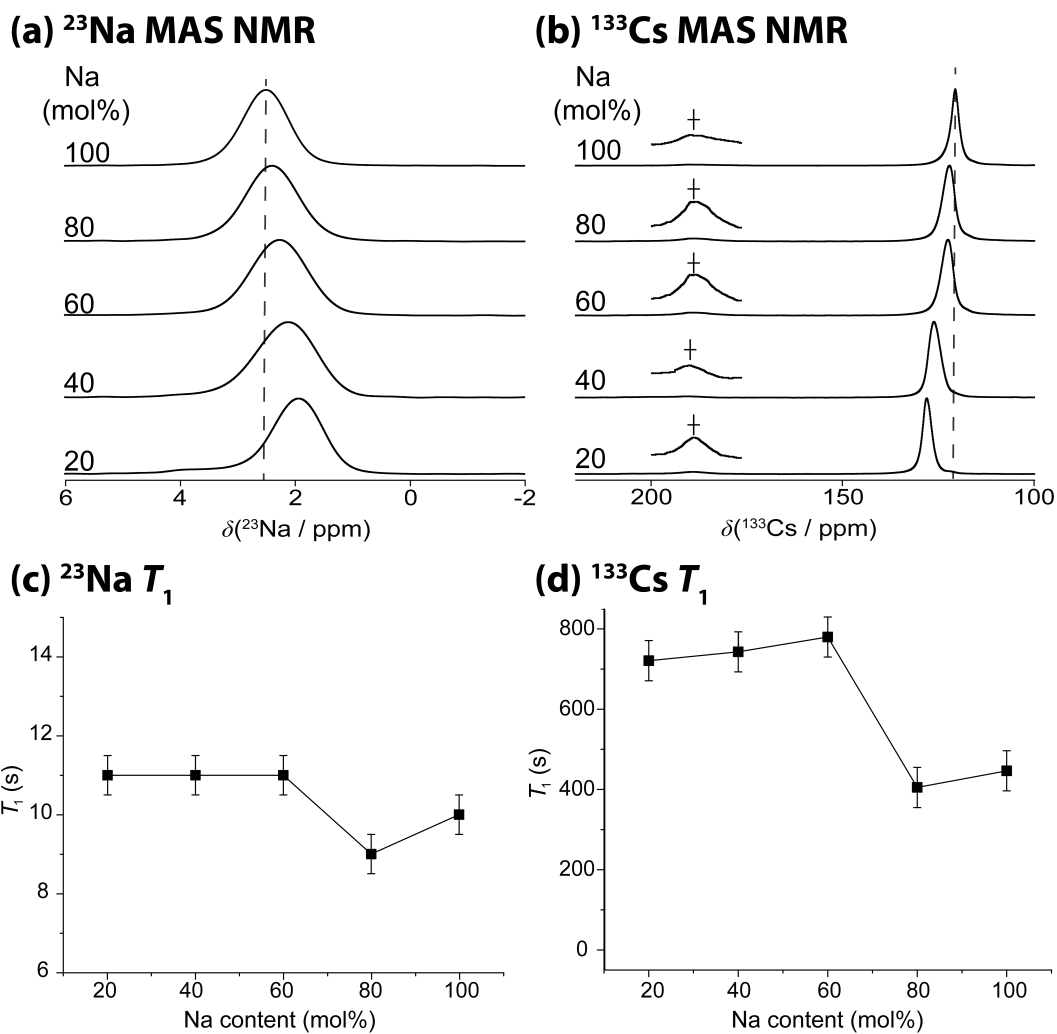 (a) ²³Na MAS NMR
Na
(mol%)
100
80
60
40
20
6 4 2 0 -2
δ(²³Na / ppm)
(b) ¹³³Cs MAS NMR
Na
(mol%)
100
80
60
40
20
‡
‡
‡
‡
‡
200 150 100
δ(¹³³Cs / ppm)
(c) ²³Na T₁
14
12
10
8
6
T₁ (s)
20 40 60 80 100
Na content (mol%)
(d) ¹³³Cs T₁
800
600
400
200
0
T₁ (s)
20 40 60 80 100
Na content (mol%)